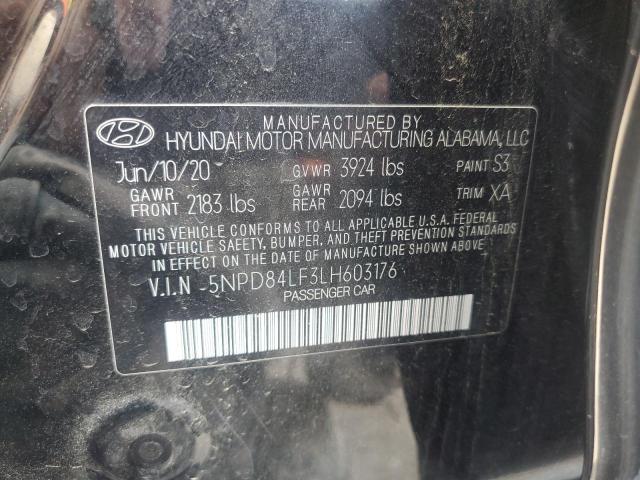 MANUFACTURED BY
HYUNDAI MOTOR MANUFACTURING ALABAMA, LLC
Jun/10/20 GVWR 3924 lbs PAINT S3
GAWR FRONT 2183 lbs GAWR REAR 2094 lbs TRIM XA
THIS VEHICLE CONFORMS TO ALL APPLICABLE U.S.A. FEDERAL
MOTOR VEHICLE SAFETY, BUMPER, AND THEFT PREVENTION STANDARDS
IN EFFECT ON THE DATE OF MANUFACTURE SHOWN ABOVE.
V.I.N -5NPD84LF3LH603176
PASSENGER CAR